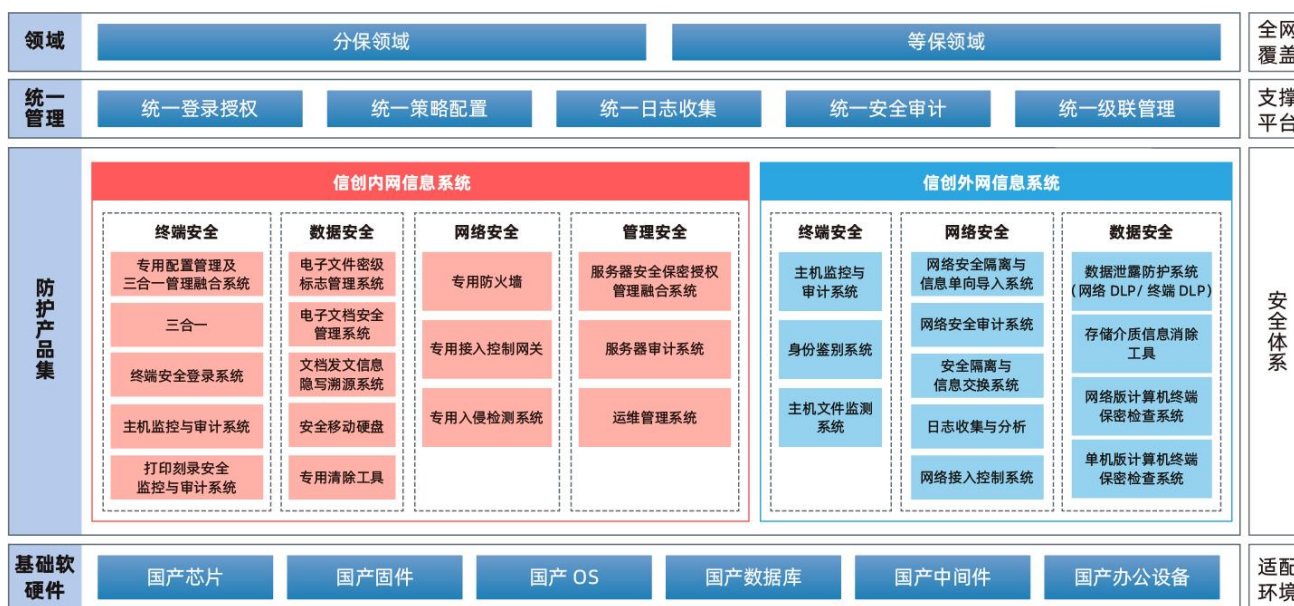 领域
分保领域
等保领域
全网
覆盖
统一
管理
统一登录授权
统一策略配置
统一日志收集
统一安全审计
统一级联管理
支撑
平台
防护产品集
信创内网信息系统
终端安全
专用配置管理及
三合一管理融合系统
三合一
终端安全登录系统
主机监控与审计系统
打印刻录安全
监控与审计系统
数据安全
电子文件密级
标志管理系统
电子文档安全
管理系统
文档发文信息
隐写溯源系统
安全移动硬盘
专用清除工具
网络安全
专用防火墙
专用接入控制网关
专用入侵检测系统
管理安全
服务器安全保密授权
管理融合系统
服务器审计系统
运维管理系统
信创外网信息系统
终端安全
主机监控与
审计系统
身份鉴别系统
主机文件监测
系统
网络安全
网络安全隔离与
信息单向导入系统
网络安全审计系统
安全隔离与
信息交换系统
日志收集与分析
网络接入控制系统
数据安全
数据泄露防护系统
(网络 DLP/ 终端 DLP)
存储介质信息消除
工具
网络版计算机终端
保密检查系统
单机版计算机终端
保密检查系统
安全体系
基础软
硬件
国产芯片
国产固件
国产 OS
国产数据库
国产中间件
国产办公设备
适配
环境